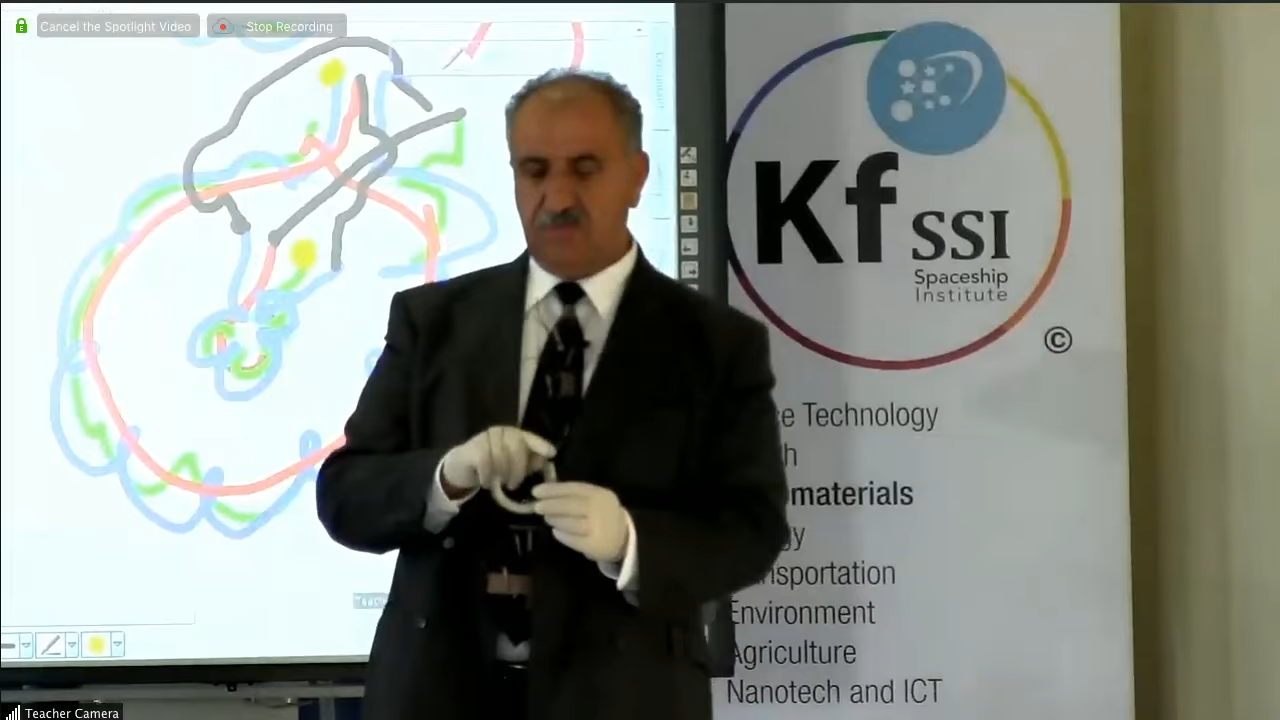 Cancel the Spotlight Video
Stop Recording
Kf SSI
Spaceship
Institute
©
Technology
materials
Environment
Agriculture
Nanotech and ICT
Teacher Camera